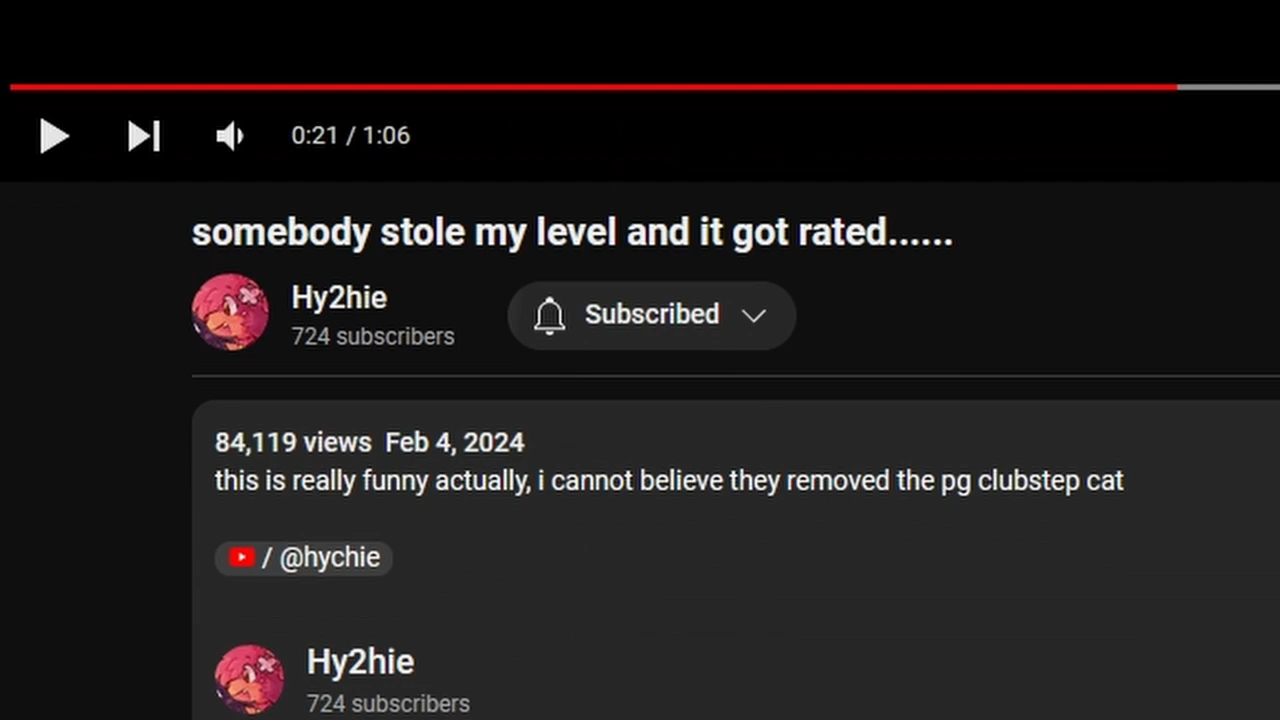 0:21 / 1:06
somebody stole my level and it got rated......
Hy2hie
724 subscribers
Subscribed
84,119 views Feb 4, 2024
this is really funny actually, i cannot believe they removed the pg clubstep cat
/ @hychie
Hy2hie
724 subscribers